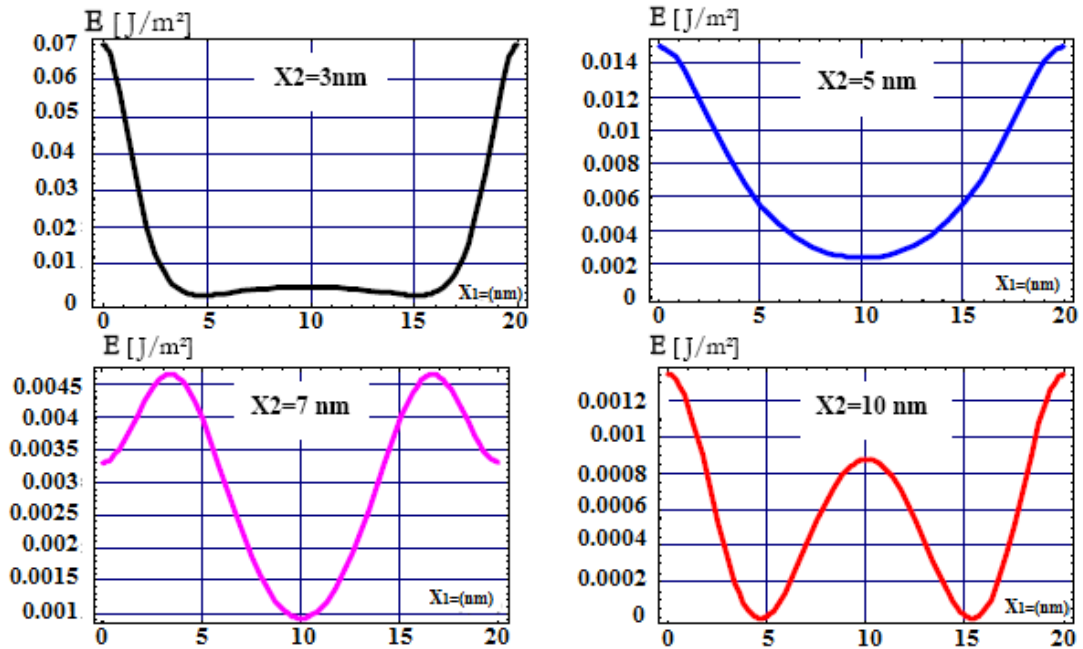 E [J/m²]
0.07
0.06
0.05
0.04
0.03
0.02
0.01
0
X2=3nm
X1=(nm)
0 5 10 15 20
E [J/m²]
0.014
0.012
0.01
0.008
0.006
0.004
0.002
0
X2=5 nm
X1=(nm)
0 5 10 15 20
E [J/m²]
0.0045
0.004
0.0035
0.003
0.0025
0.002
0.0015
0.001
X2=7 nm
X1=(nm)
0 5 10 15 20
E [J/m²]
0.0012
0.001
0.0008
0.0006
0.0004
0.0002
0
X2=10 nm
X1=(nm)
0 5 10 15 20